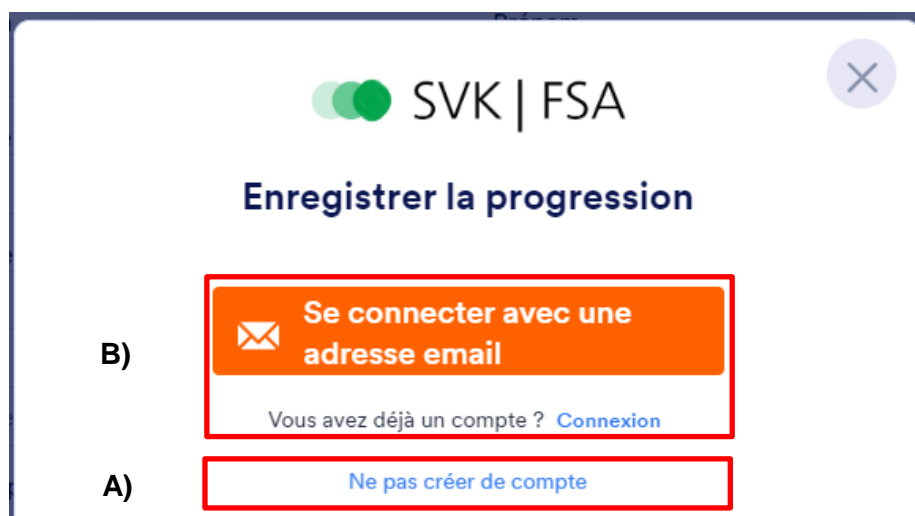 Prénom
SVK | FSA
Enregistrer la progression
B)
Se connecter avec une
adresse email
Vous avez déjà un compte ? Connexion
A)
Ne pas créer de compte